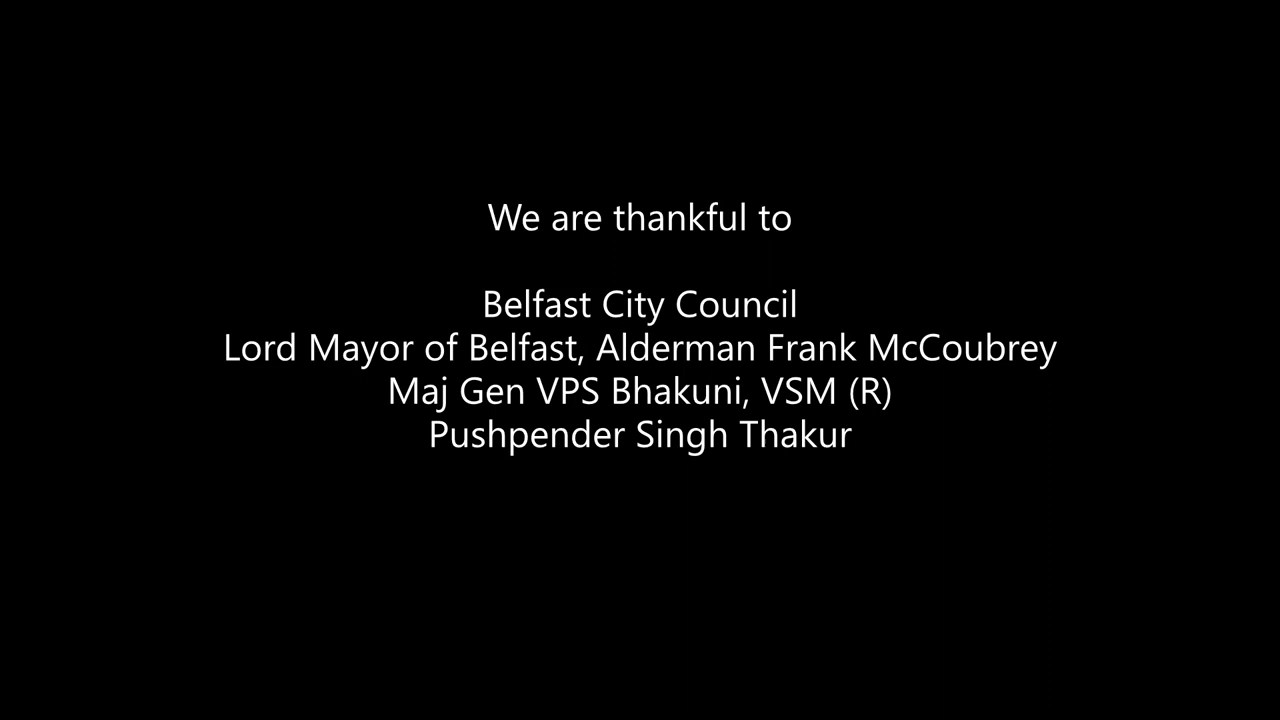 We are thankful to
Belfast City Council
Lord Mayor of Belfast, Alderman Frank McCoubrey
Maj Gen VPS Bhakuni, VSM (R)
Pushpender Singh Thakur